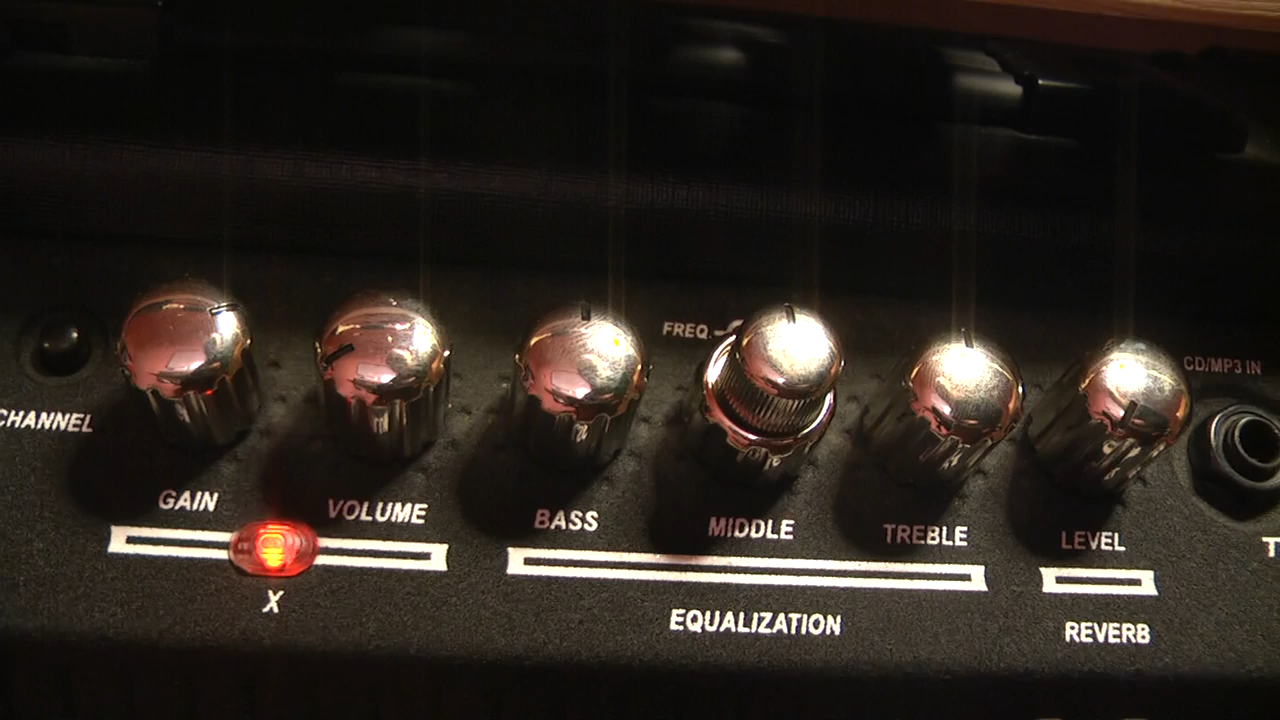 FREQ.
CD/MP3 IN
CHANNEL
GAIN
VOLUME
BASS
MIDDLE
TREBLE
LEVEL
X
EQUALIZATION
REVERB